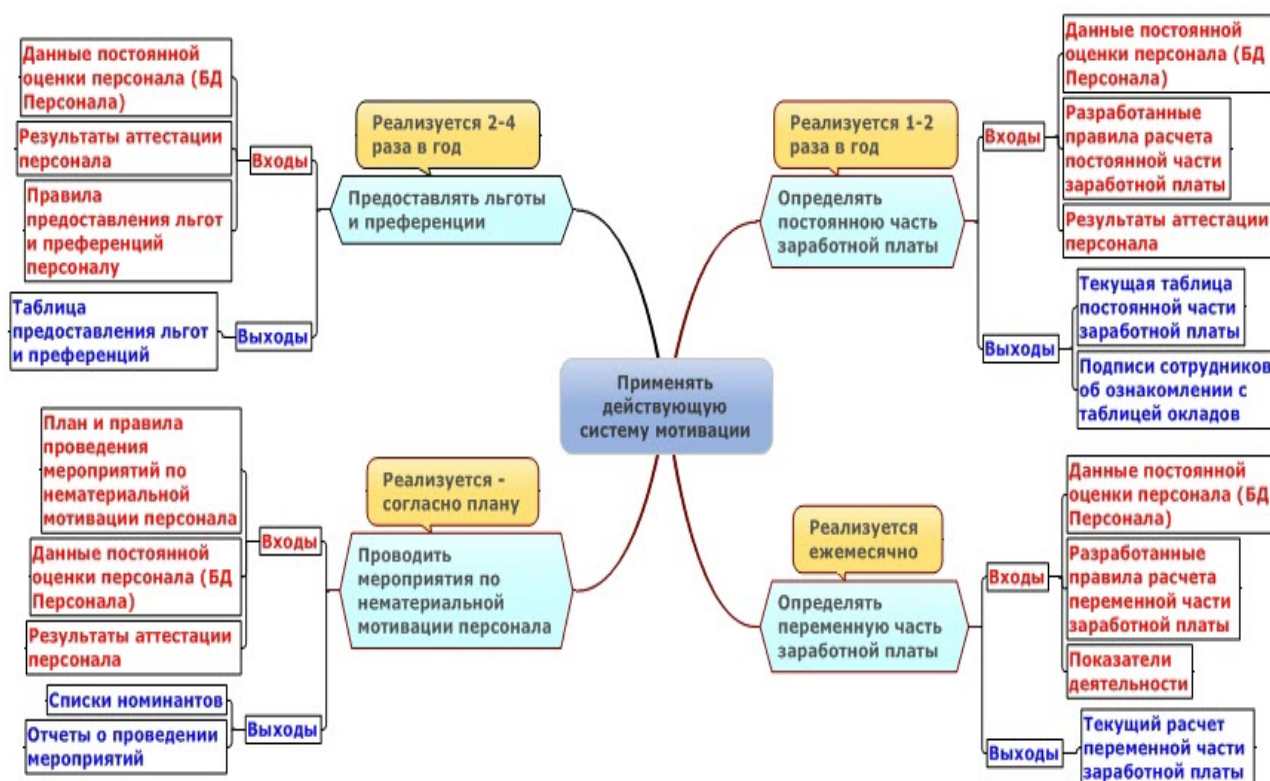 Данные постоянной
оценки персонала (БД
Персонала)
Результаты аттестации
персонала
Правила
предоставления льгот
и преференций
персоналу
Входы
Таблица
предоставления льгот
и преференций
Выходы
Реализуется 2-4
раза в год
Предоставлять льготы
и преференции
Реализуется 1-2
раза в год
Определять
постоянною часть
заработной платы
Входы
Данные постоянной
оценки персонала (БД
Персонала)
Разработанные
правила расчета
постоянной части
заработной платы
Результаты аттестации
персонала
Выходы
Текущая таблица
постоянной части
заработной платы
Подписи сотрудников
об ознакомлении с
таблицей окладов
Применять
действующую
систему мотивации
План и правила
проведения
мероприятий по
нематериальной
мотивации персонала
Входы
Данные постоянной
оценки персонала (БД
Персонала)
Результаты аттестации
персонала
Списки номинантов
Выходы
Отчеты о проведении
мероприятий
Реализуется -
согласно плану
Проводить
мероприятия по
нематериальной
мотивации персонала
Реализуется
ежемесячно
Определять
переменную часть
заработной платы
Входы
Данные постоянной
оценки персонала (БД
Персонала)
Разработанные
правила расчета
переменной части
заработной платы
Показатели
деятельности
Выходы
Текущий расчет
переменной части
заработной платы